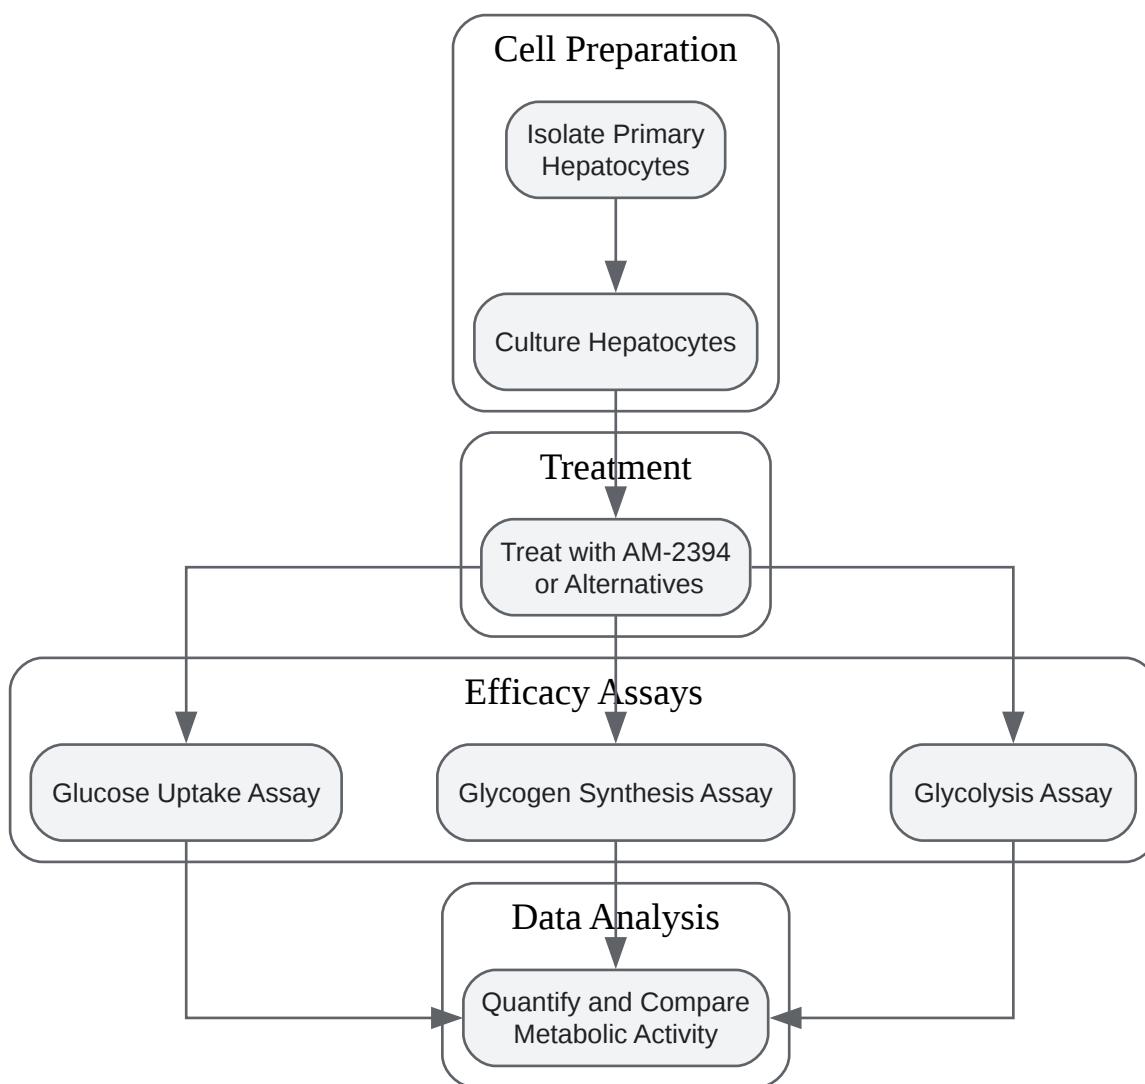 Cell Preparation
Isolate Primary
Hepatocytes
Culture Hepatocytes
Treatment
Treat with AM-2394
or Alternatives
Efficacy Assays
Glucose Uptake Assay
Glycogen Synthesis Assay
Glycolysis Assay
Data Analysis
Quantify and Compare
Metabolic Activity